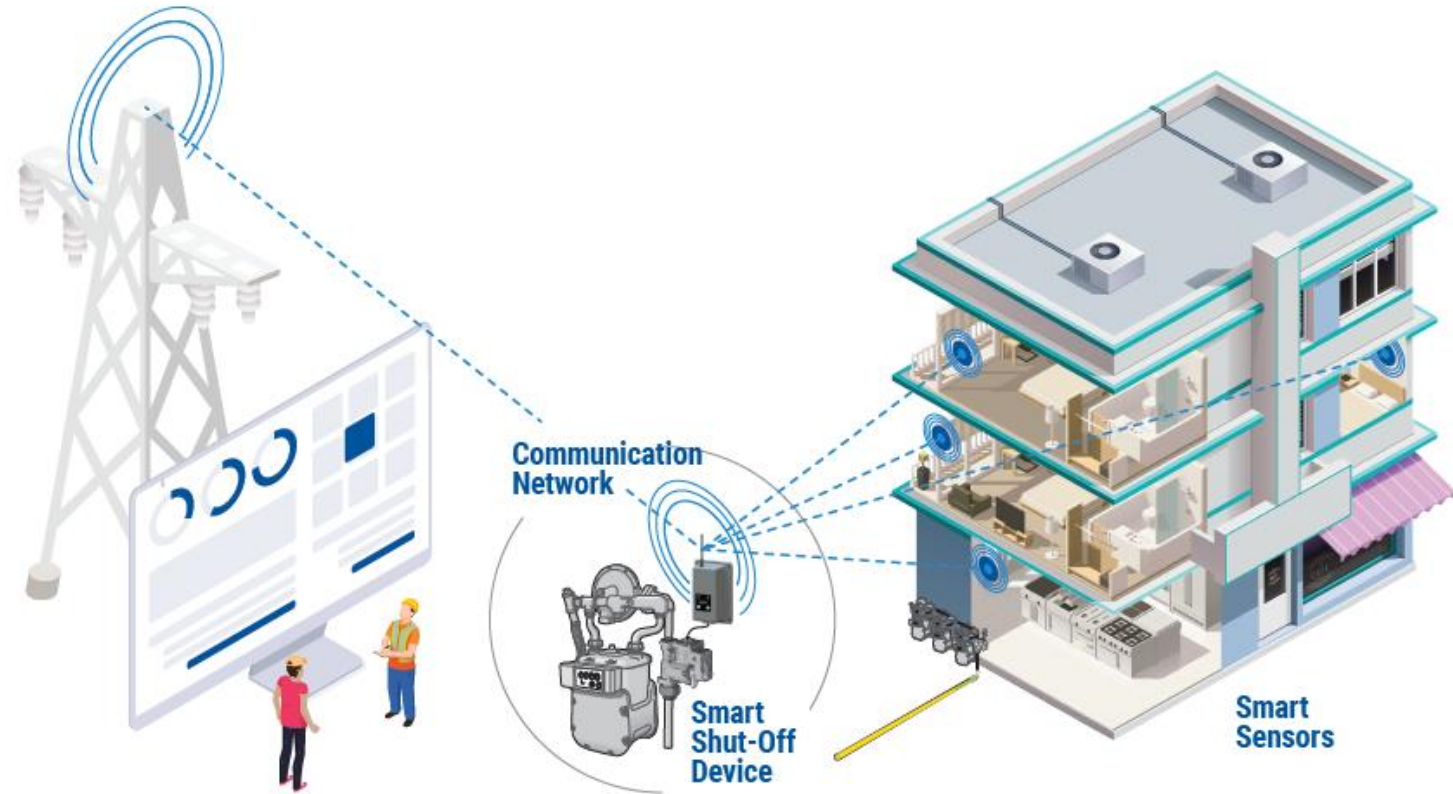 Communication
Network
Smart
Shut-Off
Device
Smart
Sensors